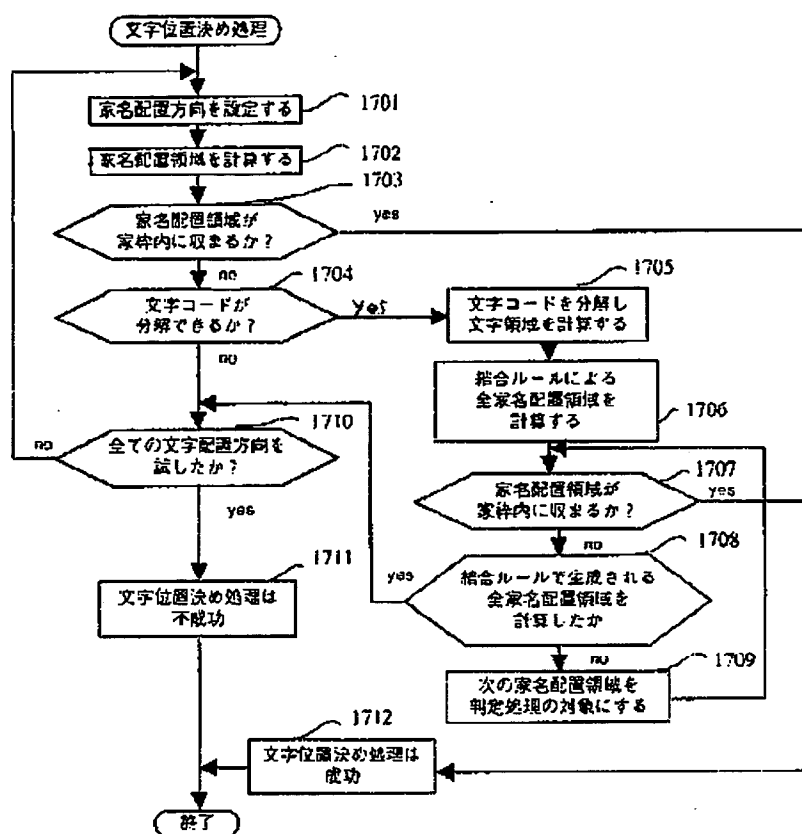 文字位置決め処理
家名配置方向を設定する
1701
家名配置領域を計算する
1702
1703
家名配置領域が
家枠内に収まるか？
yes
no
1704
文字コードが
分解できるか？
yes
no
1705
文字コードを分解し
文字領域を計算する
結合ルールによる
全家名配置領域を
計算する
1706
1710
全ての文字配置方向を
試したか？
no
yes
1707
家名配置領域が
家枠内に収まるか？
yes
no
1708
結合ルールで生成される
全家名配置領域を
計算したか
yes
no
1709
次の家名配置領域を
判定処理の対象にする
1711
文字位置決め処理は
不成功
1712
文字位置決め処理は
成功
終了